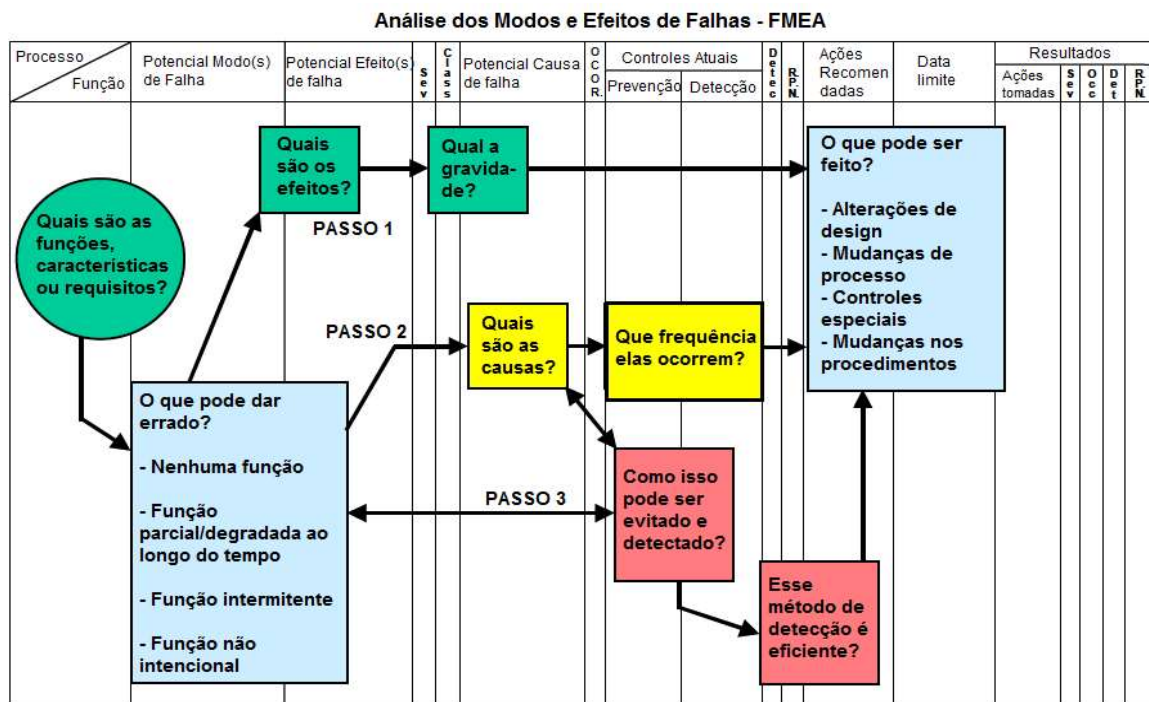 Análise dos Modos e Efeitos de Falhas - FMEA
Processo
Função
Potencial Modo(s)
de Falha
Potencial Efeito(s)
de falha
Sev
Class
Potencial Causa
de falha
OCOR.
Controles Atuais
Prevenção
Detecção
Detec
R.P.N.
Ações
Recomen
dadas
Data
limite
Resultados
Ações
tomadas
Sev
Occ
Det
R.P.N.
Quais são as
funções,
características
ou requisitos?
O que pode dar
errado?
- Nenhuma função
- Função
parcial/degradada ao
longo do tempo
- Função intermitente
- Função não
intencional
Quais
são os
efeitos?
PASSO 1
Qual a
gravida-
de?
PASSO 2
Quais
são as
causas?
Que frequência
elas ocorrem?
PASSO 3
Como isso
pode ser
evitado e
detectado?
Esse
método de
detecção é
eficiente?
O que pode ser
feito?
- Alterações de
design
- Mudanças de
processo
- Controles
especiais
- Mudanças nos
procedimentos